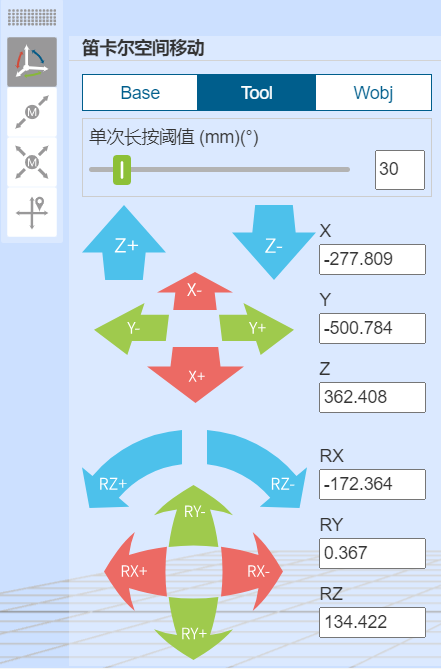 笛卡尔空间移动
Base Tool Wobj
单次长按阈值 (mm)(°)
30
Z+ Z-
X
-277.809
X-
Y- Y+
Y
-500.784
X+
Z
362.408
RX
-172.364
RZ+ RZ-
RY-
RY
0.367
RX+ RX-
RZ
134.422
RY+
M
M